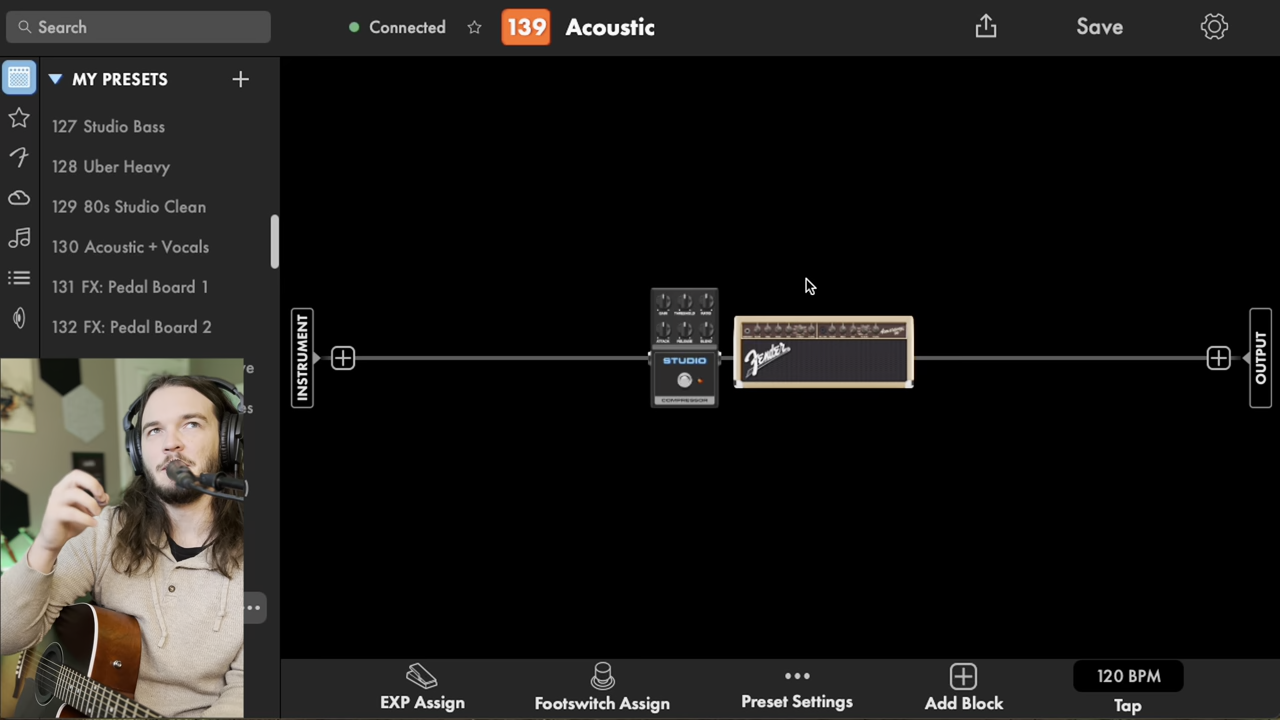 Search
Connected
139
Acoustic
Save
MY PRESETS
127 Studio Bass
128 Uber Heavy
129 80s Studio Clean
130 Acoustic + Vocals
131 FX: Pedal Board 1
132 FX: Pedal Board 2
INSTRUMENT
STUDIO
COMPRESSOR
Fender
OUTPUT
EXP Assign
Footswitch Assign
Preset Settings
Add Block
120 BPM
Tap